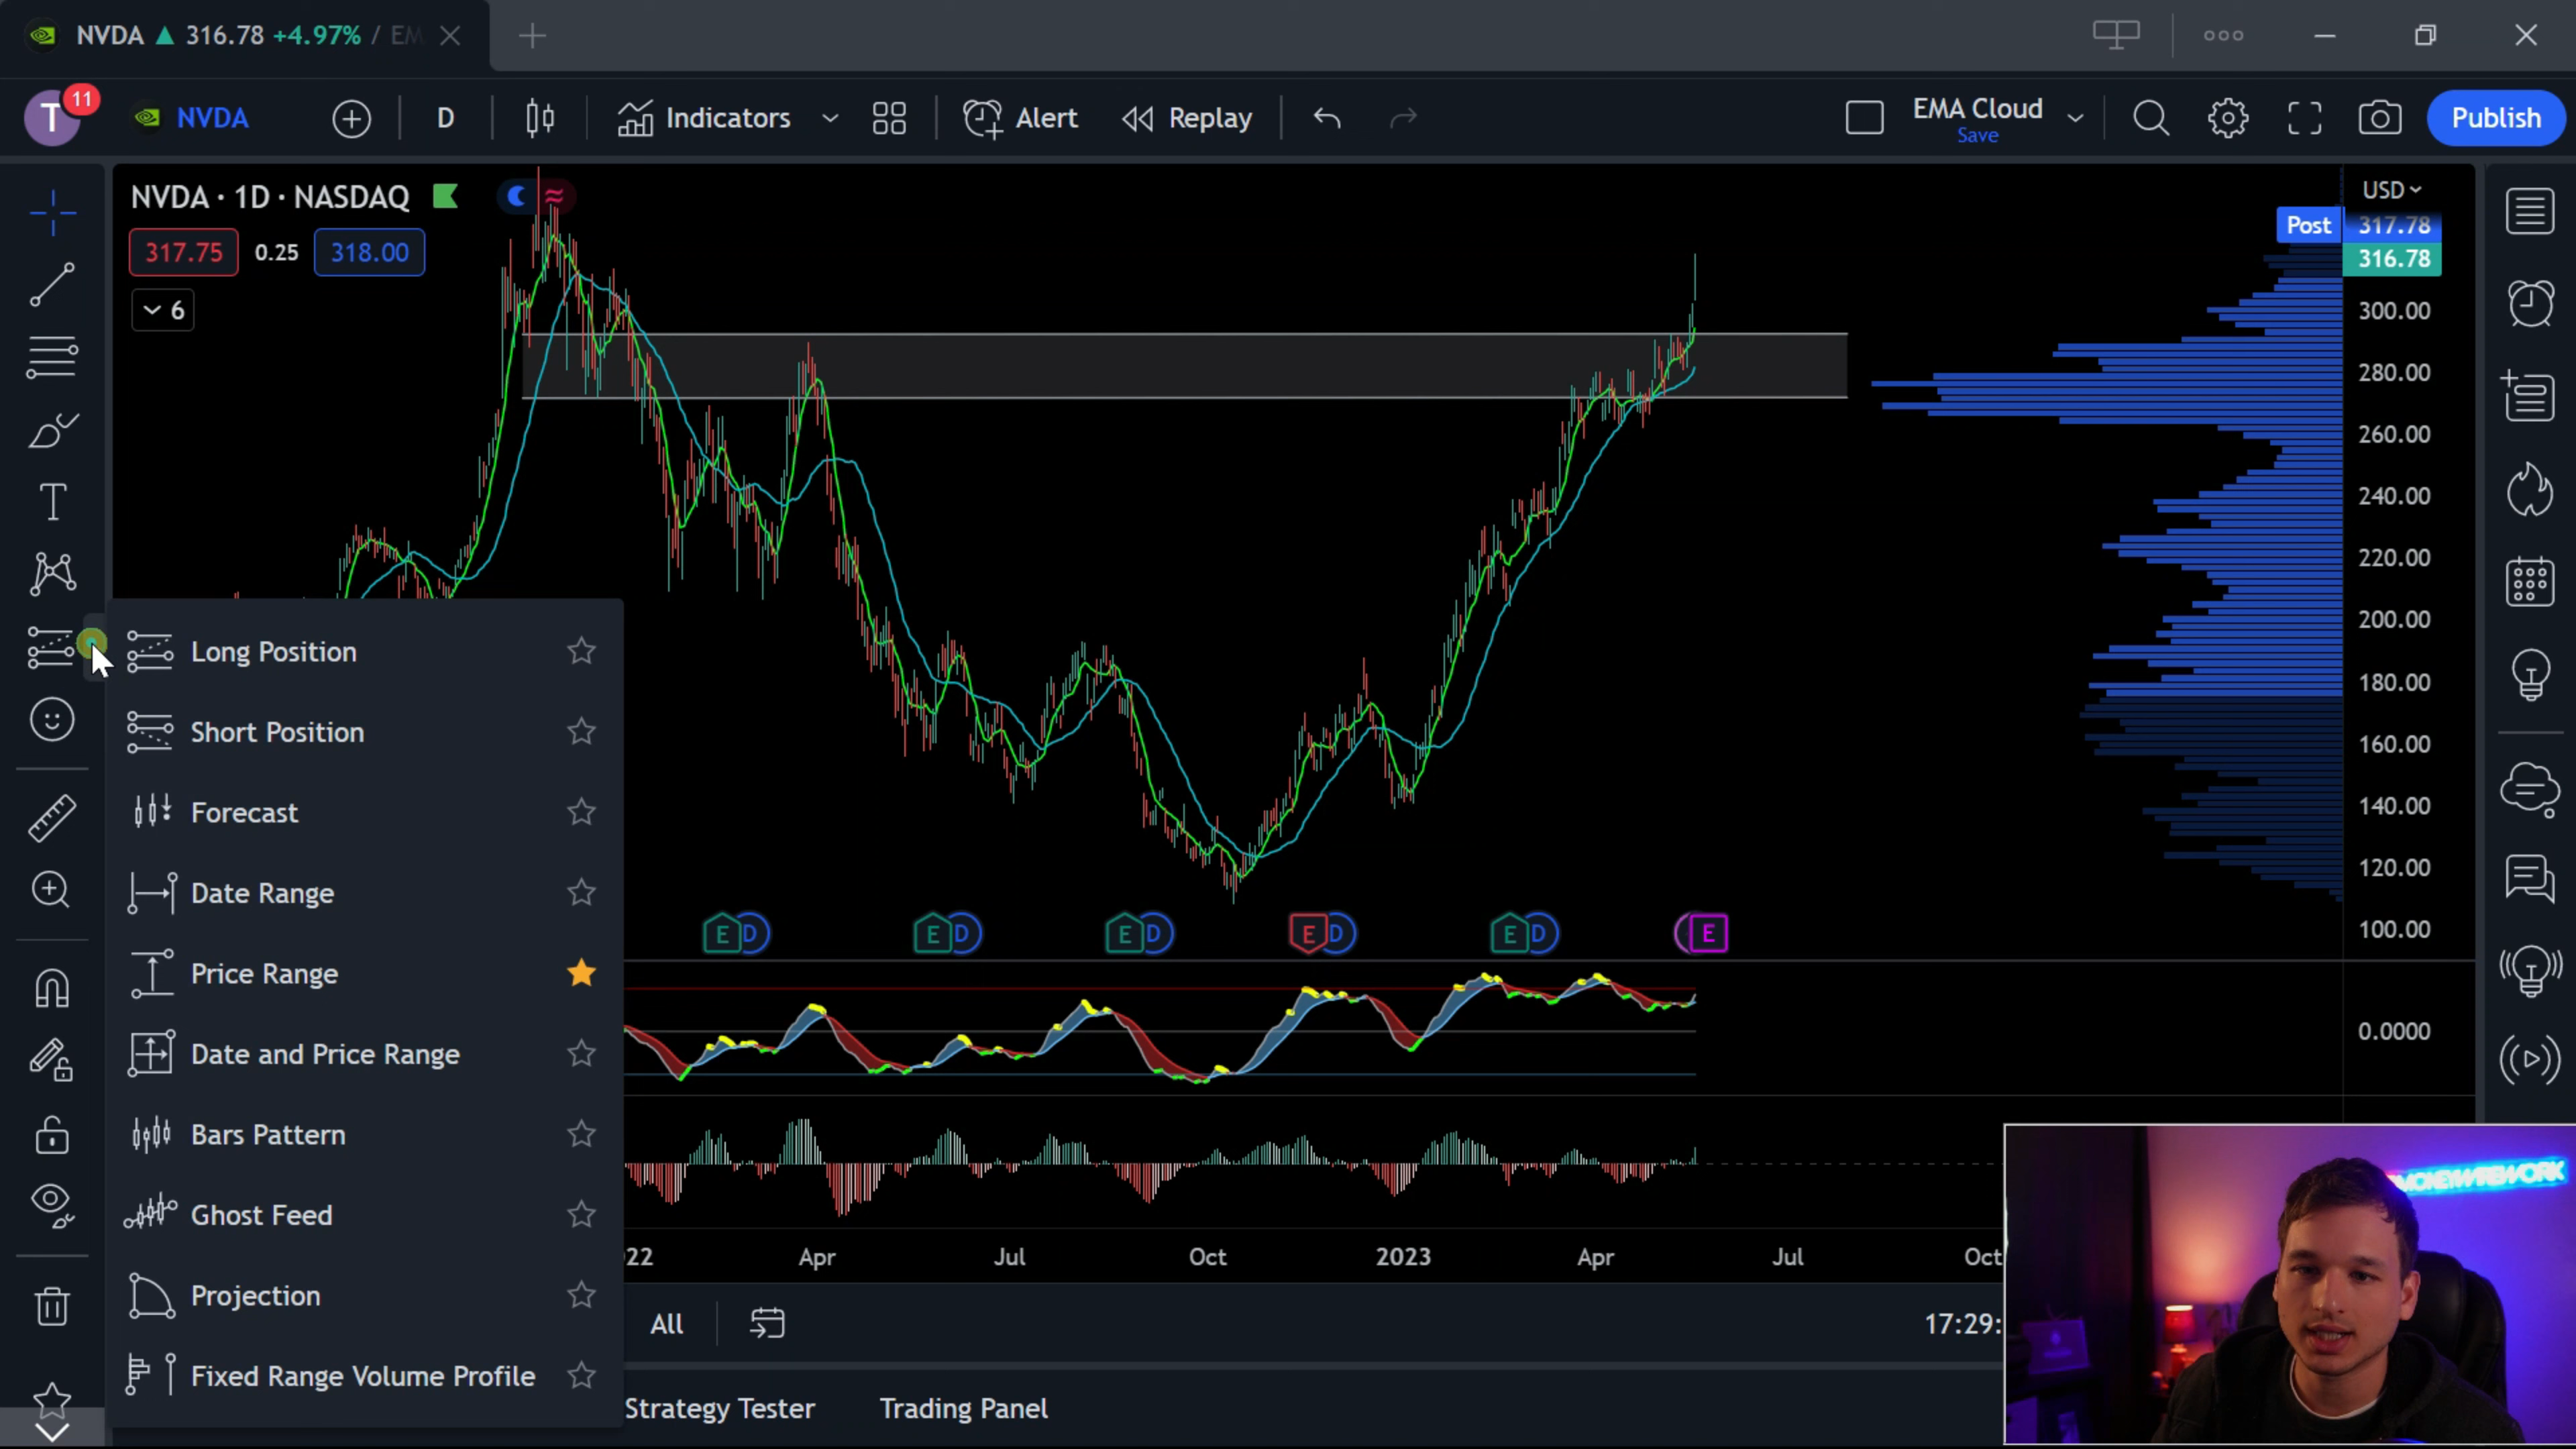 NVDA ▲ 316.78 +4.97% / EM
T
11
NVDA
D
Indicators
Alert
Replay
EMA Cloud
Save
Publish
NVDA · 1D · NASDAQ
317.75
0.25
318.00
6
USD
Post
317.78
316.78
300.00
280.00
260.00
240.00
220.00
200.00
180.00
160.00
140.00
120.00
100.00
0.0000
Long Position
Short Position
Forecast
Date Range
Price Range
Date and Price Range
Bars Pattern
Ghost Feed
Projection
Fixed Range Volume Profile
E D
E D
E D
E D
E D
E
22
Apr
Jul
Oct
2023
Apr
Jul
Oct
All
17:29:
Strategy Tester
Trading Panel